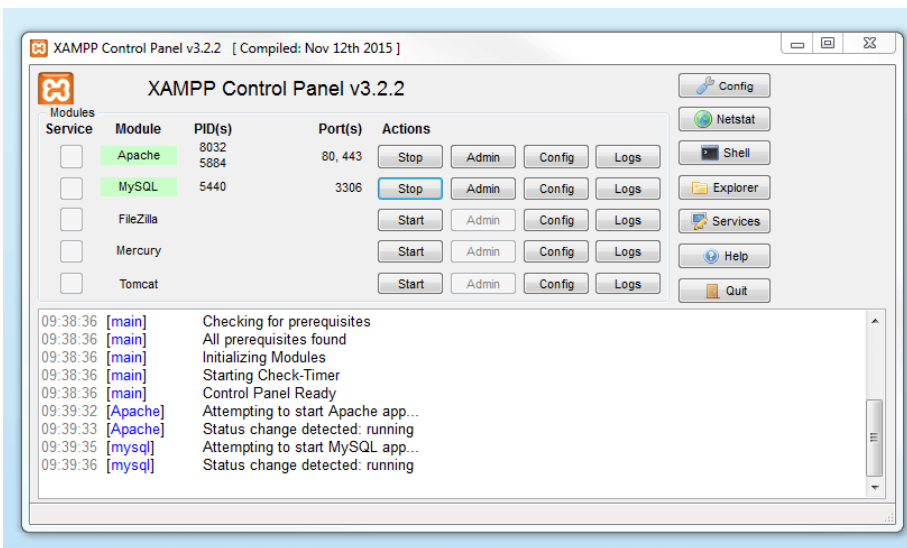 XAMPP Control Panel v3.2.2 [ Compiled: Nov 12th 2015 ]
XAMPP Control Panel v3.2.2
Config
Modules
Service Module PID(s) Port(s) Actions
Netstat
Apache 8032 5884 80, 443 Stop Admin Config Logs
Shell
MySQL 5440 3306 Stop Admin Config Logs
Explorer
FileZilla Start Admin Config Logs
Services
Mercury Start Admin Config Logs
Help
Tomcat Start Admin Config Logs
Quit
09:38:36 [main] Checking for prerequisites
09:38:36 [main] All prerequisites found
09:38:36 [main] Initializing Modules
09:38:36 [main] Starting Check-Timer
09:38:36 [main] Control Panel Ready
09:39:32 [Apache] Attempting to start Apache app...
09:39:33 [Apache] Status change detected: running
09:39:35 [mysql] Attempting to start MySQL app...
09:39:36 [mysql] Status change detected: running